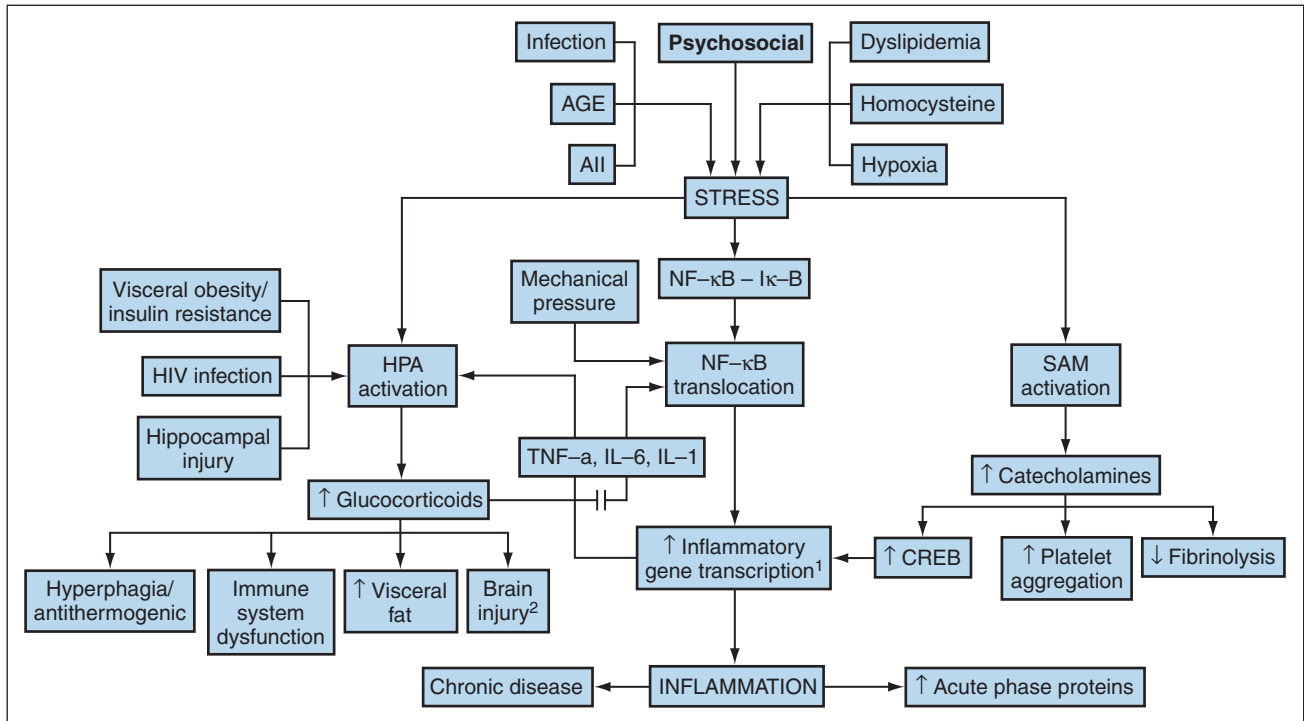 Infection
Psychosocial
Dyslipidemia
AGE
Homocysteine
AII
Hypoxia
STRESS
NF–κB – Iκ–B
Mechanical
pressure
Visceral obesity/
insulin resistance
HPA
activation
NF–κB
translocation
SAM
activation
HIV infection
Hippocampal
injury
TNF–a, IL–6, IL–1
↑ Catecholamines
↑ Glucocorticoids
↑ Inflammatory
gene transcription¹
↑ CREB
↑ Platelet
aggregation
↓ Fibrinolysis
Hyperphagia/
antithermogenic
Immune
system
dysfunction
↑ Visceral
fat
Brain
injury²
Chronic disease
INFLAMMATION
↑ Acute phase proteins